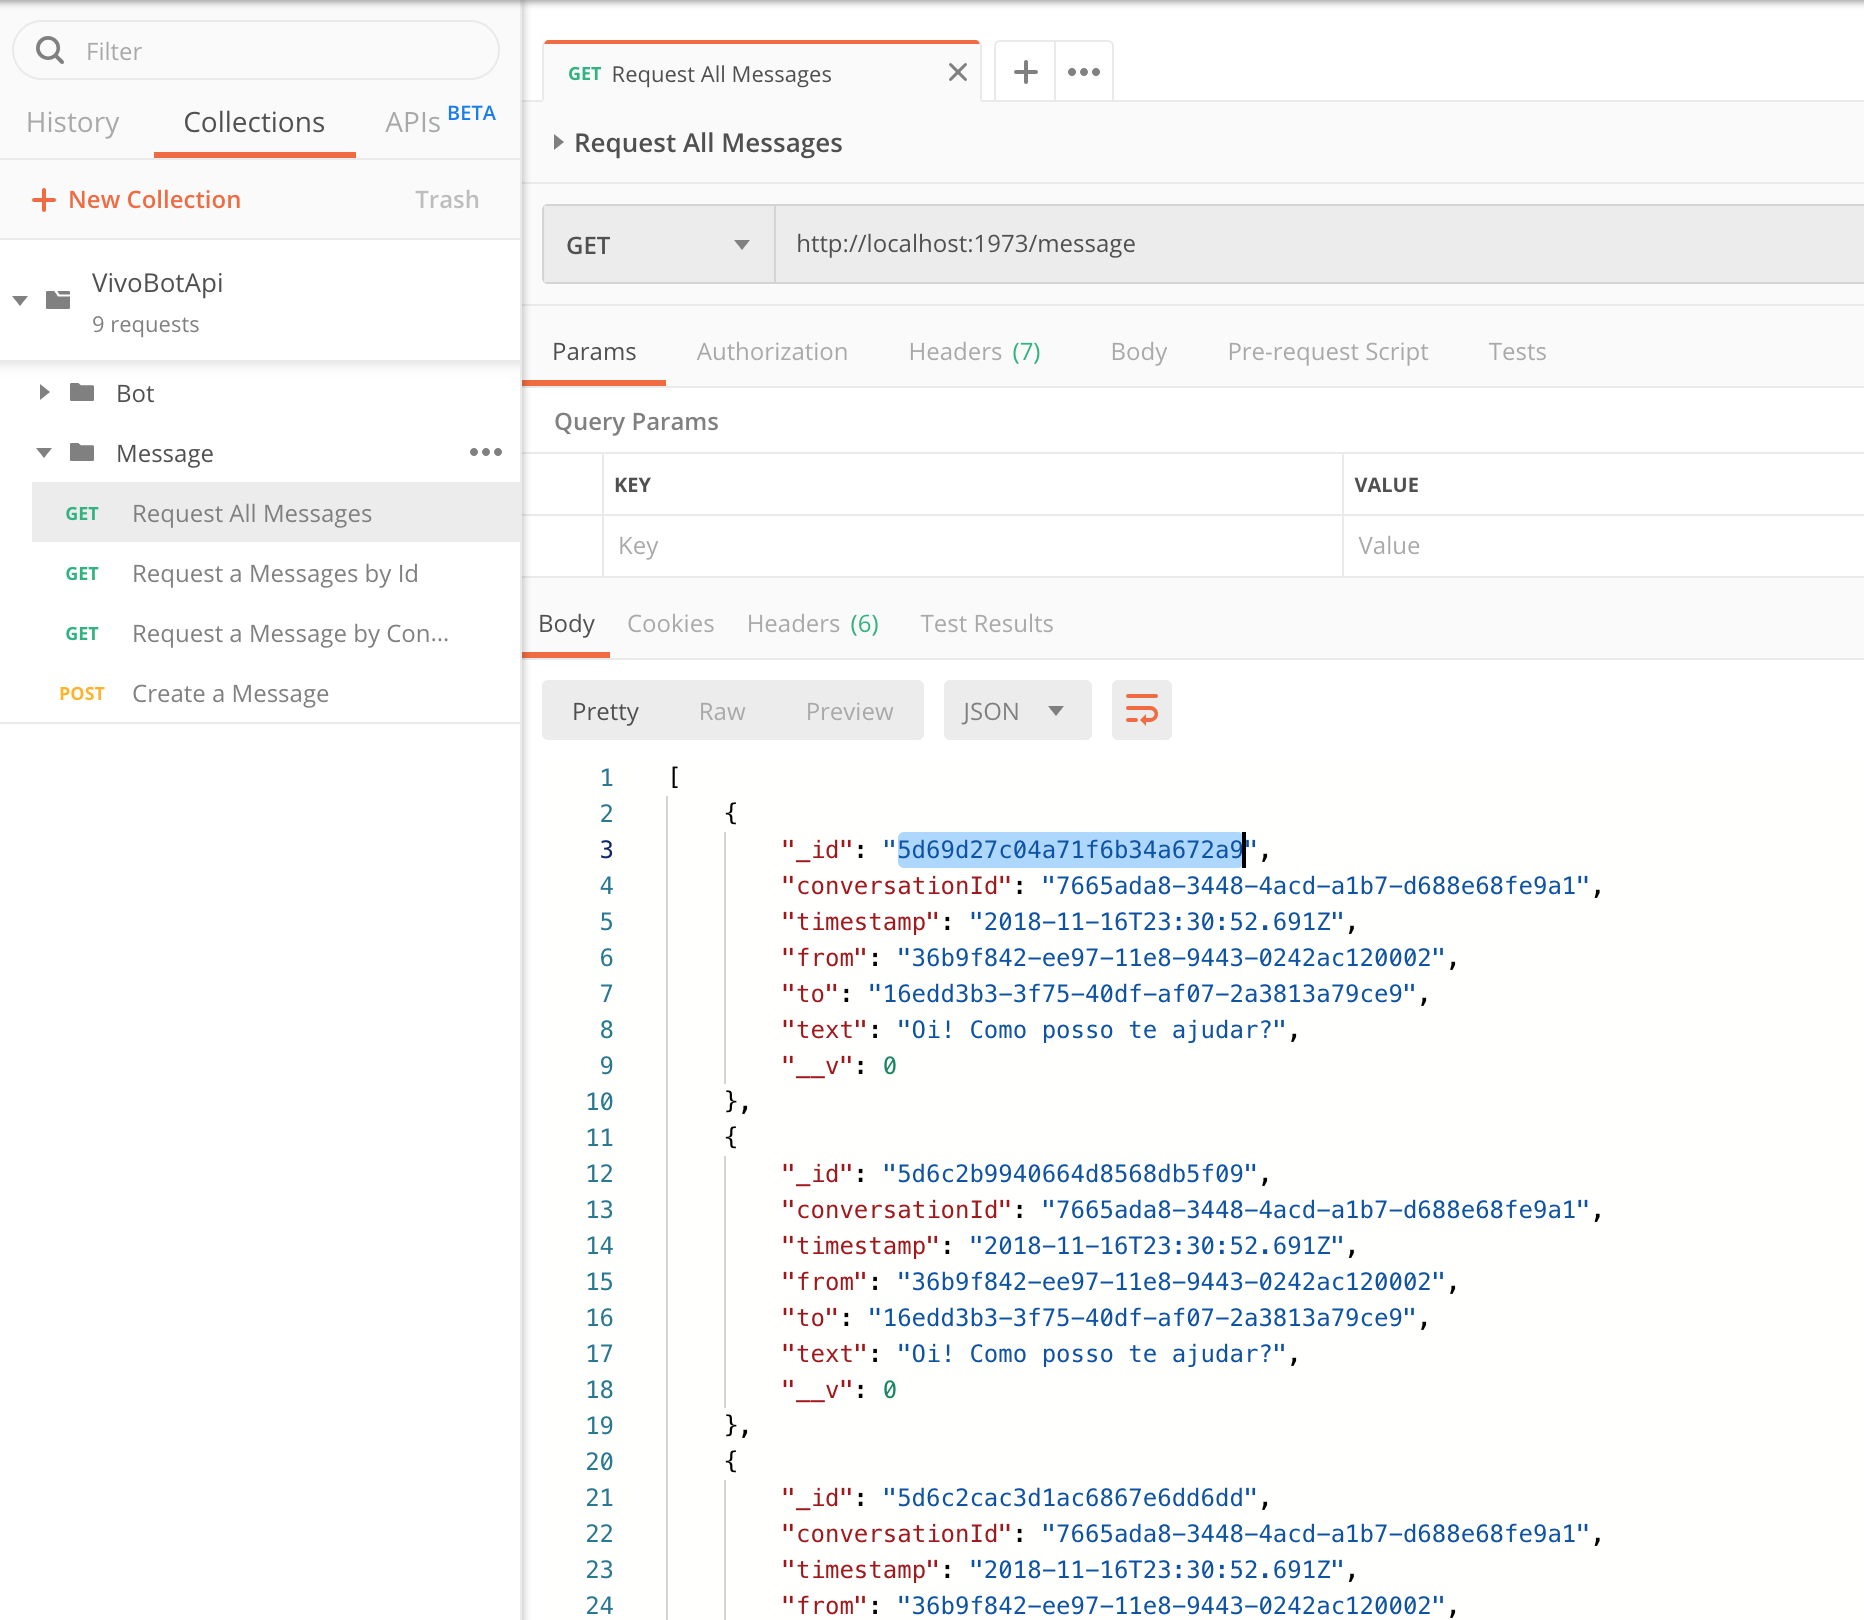 Filter
History Collections APIs BETA
+ New Collection Trash
VivoBotApi
9 requests
Bot
Message
GET Request All Messages
GET Request a Messages by Id
GET Request a Message by Con...
POST Create a Message
GET Request All Messages
Request All Messages
GET http://localhost:1973/message
Params Authorization Headers (7) Body Pre-request Script Tests
Query Params
KEY VALUE
Key Value
Body Cookies Headers (6) Test Results
Pretty Raw Preview JSON
1 [
2 {
3 "_id": "5d69d27c04a71f6b34a672a9",
4 "conversationId": "7665ada8-3448-4acd-a1b7-d688e68fe9a1",
5 "timestamp": "2018-11-16T23:30:52.691Z",
6 "from": "36b9f842-ee97-11e8-9443-0242ac120002",
7 "to": "16edd3b3-3f75-40df-af07-2a3813a79ce9",
8 "text": "Oi! Como posso te ajudar?",
9 "__v": 0
10 },
11 {
12 "_id": "5d6c2b9940664d8568db5f09",
13 "conversationId": "7665ada8-3448-4acd-a1b7-d688e68fe9a1",
14 "timestamp": "2018-11-16T23:30:52.691Z",
15 "from": "36b9f842-ee97-11e8-9443-0242ac120002",
16 "to": "16edd3b3-3f75-40df-af07-2a3813a79ce9",
17 "text": "Oi! Como posso te ajudar?",
18 "__v": 0
19 },
20 {
21 "_id": "5d6c2cac3d1ac6867e6dd6dd",
22 "conversationId": "7665ada8-3448-4acd-a1b7-d688e68fe9a1",
23 "timestamp": "2018-11-16T23:30:52.691Z",
24 "from": "36b9f842-ee97-11e8-9443-0242ac120002",